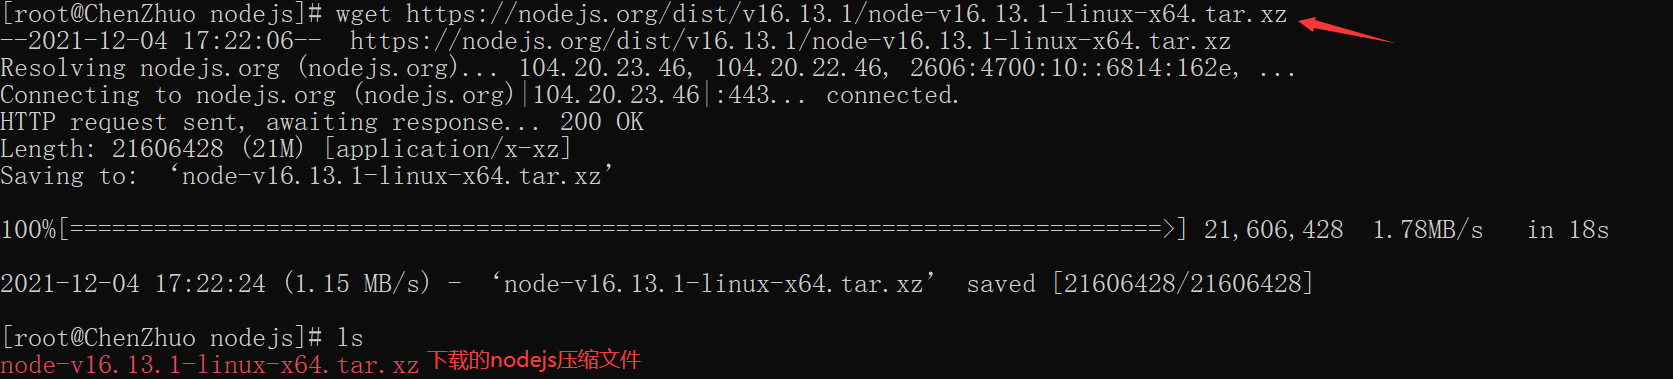 [root@ChenZhuo nodejs]# wget https://nodejs.org/dist/v16.13.1/node-v16.13.1-linux-x64.tar.xz
--2021-12-04 17:22:06--  https://nodejs.org/dist/v16.13.1/node-v16.13.1-linux-x64.tar.xz
Resolving nodejs.org (nodejs.org)... 104.20.23.46, 104.20.22.46, 2606:4700:10::6814:162e, ...
Connecting to nodejs.org (nodejs.org)|104.20.23.46|:443... connected.
HTTP request sent, awaiting response... 200 OK
Length: 21606428 (21M) [application/x-xz]
Saving to: ‘node-v16.13.1-linux-x64.tar.xz’
100%[==============================================================================>] 21,606,428  1.78MB/s   in 18s
2021-12-04 17:22:24 (1.15 MB/s) - ‘node-v16.13.1-linux-x64.tar.xz’ saved [21606428/21606428]
[root@ChenZhuo nodejs]# ls
node-v16.13.1-linux-x64.tar.xz 下载的nodejs压缩文件